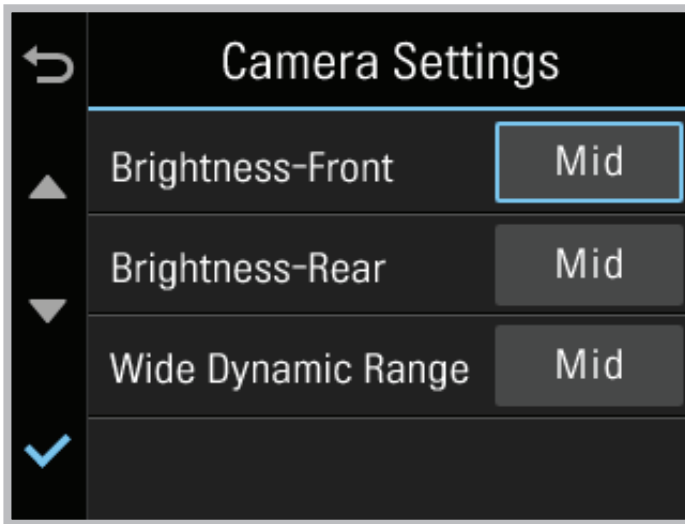 Camera Settings
Brightness-Front Mid
Brightness-Rear Mid
Wide Dynamic Range Mid